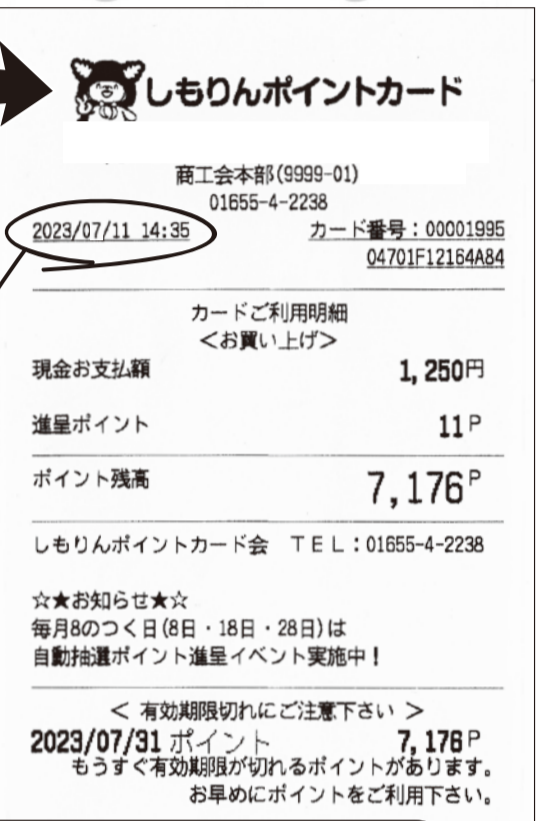 しもりんポイントカード
商工会本部(9999-01)
01655-4-2238
2023/07/11 14:35 カード番号:00001995
04701F12164A84
カードご利用明細
<お買い上げ>
現金お支払額 1,250円
進呈ポイント 11P
ポイント残高 7,176P
しもりんポイントカード会 TEL:01655-4-2238
☆★お知らせ★☆
毎月8のつく日(8日・18日・28日)は
自動抽選ポイント進呈イベント実施中!
< 有効期限切れにご注意下さい >
2023/07/31 ポイント 7,176P
もうすぐ有効期限が切れるポイントがあります。
お早めにポイントをご利用下さい。